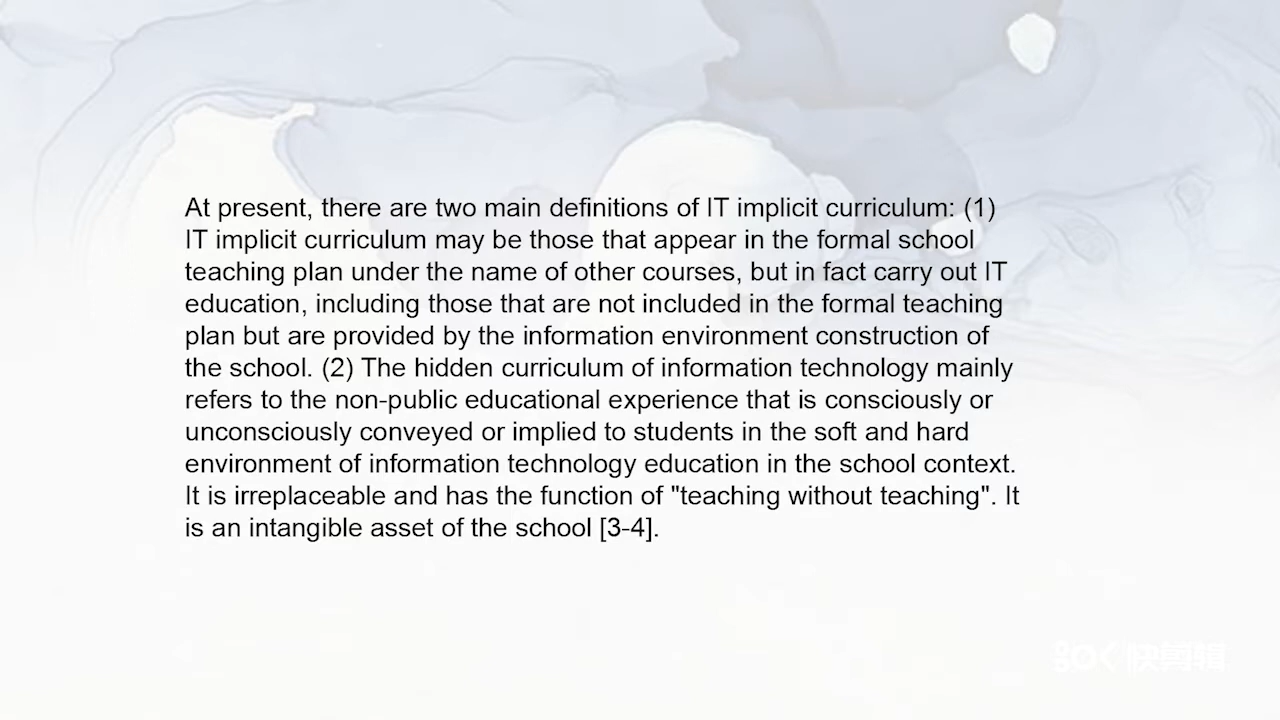 At present, there are two main definitions of IT implicit curriculum: (1)
IT implicit curriculum may be those that appear in the formal school
teaching plan under the name of other courses, but in fact carry out IT
education, including those that are not included in the formal teaching
plan but are provided by the information environment construction of
the school. (2) The hidden curriculum of information technology mainly
refers to the non-public educational experience that is consciously or
unconsciously conveyed or implied to students in the soft and hard
environment of information technology education in the school context.
It is irreplaceable and has the function of "teaching without teaching". It
is an intangible asset of the school [3-4].
快剪辑